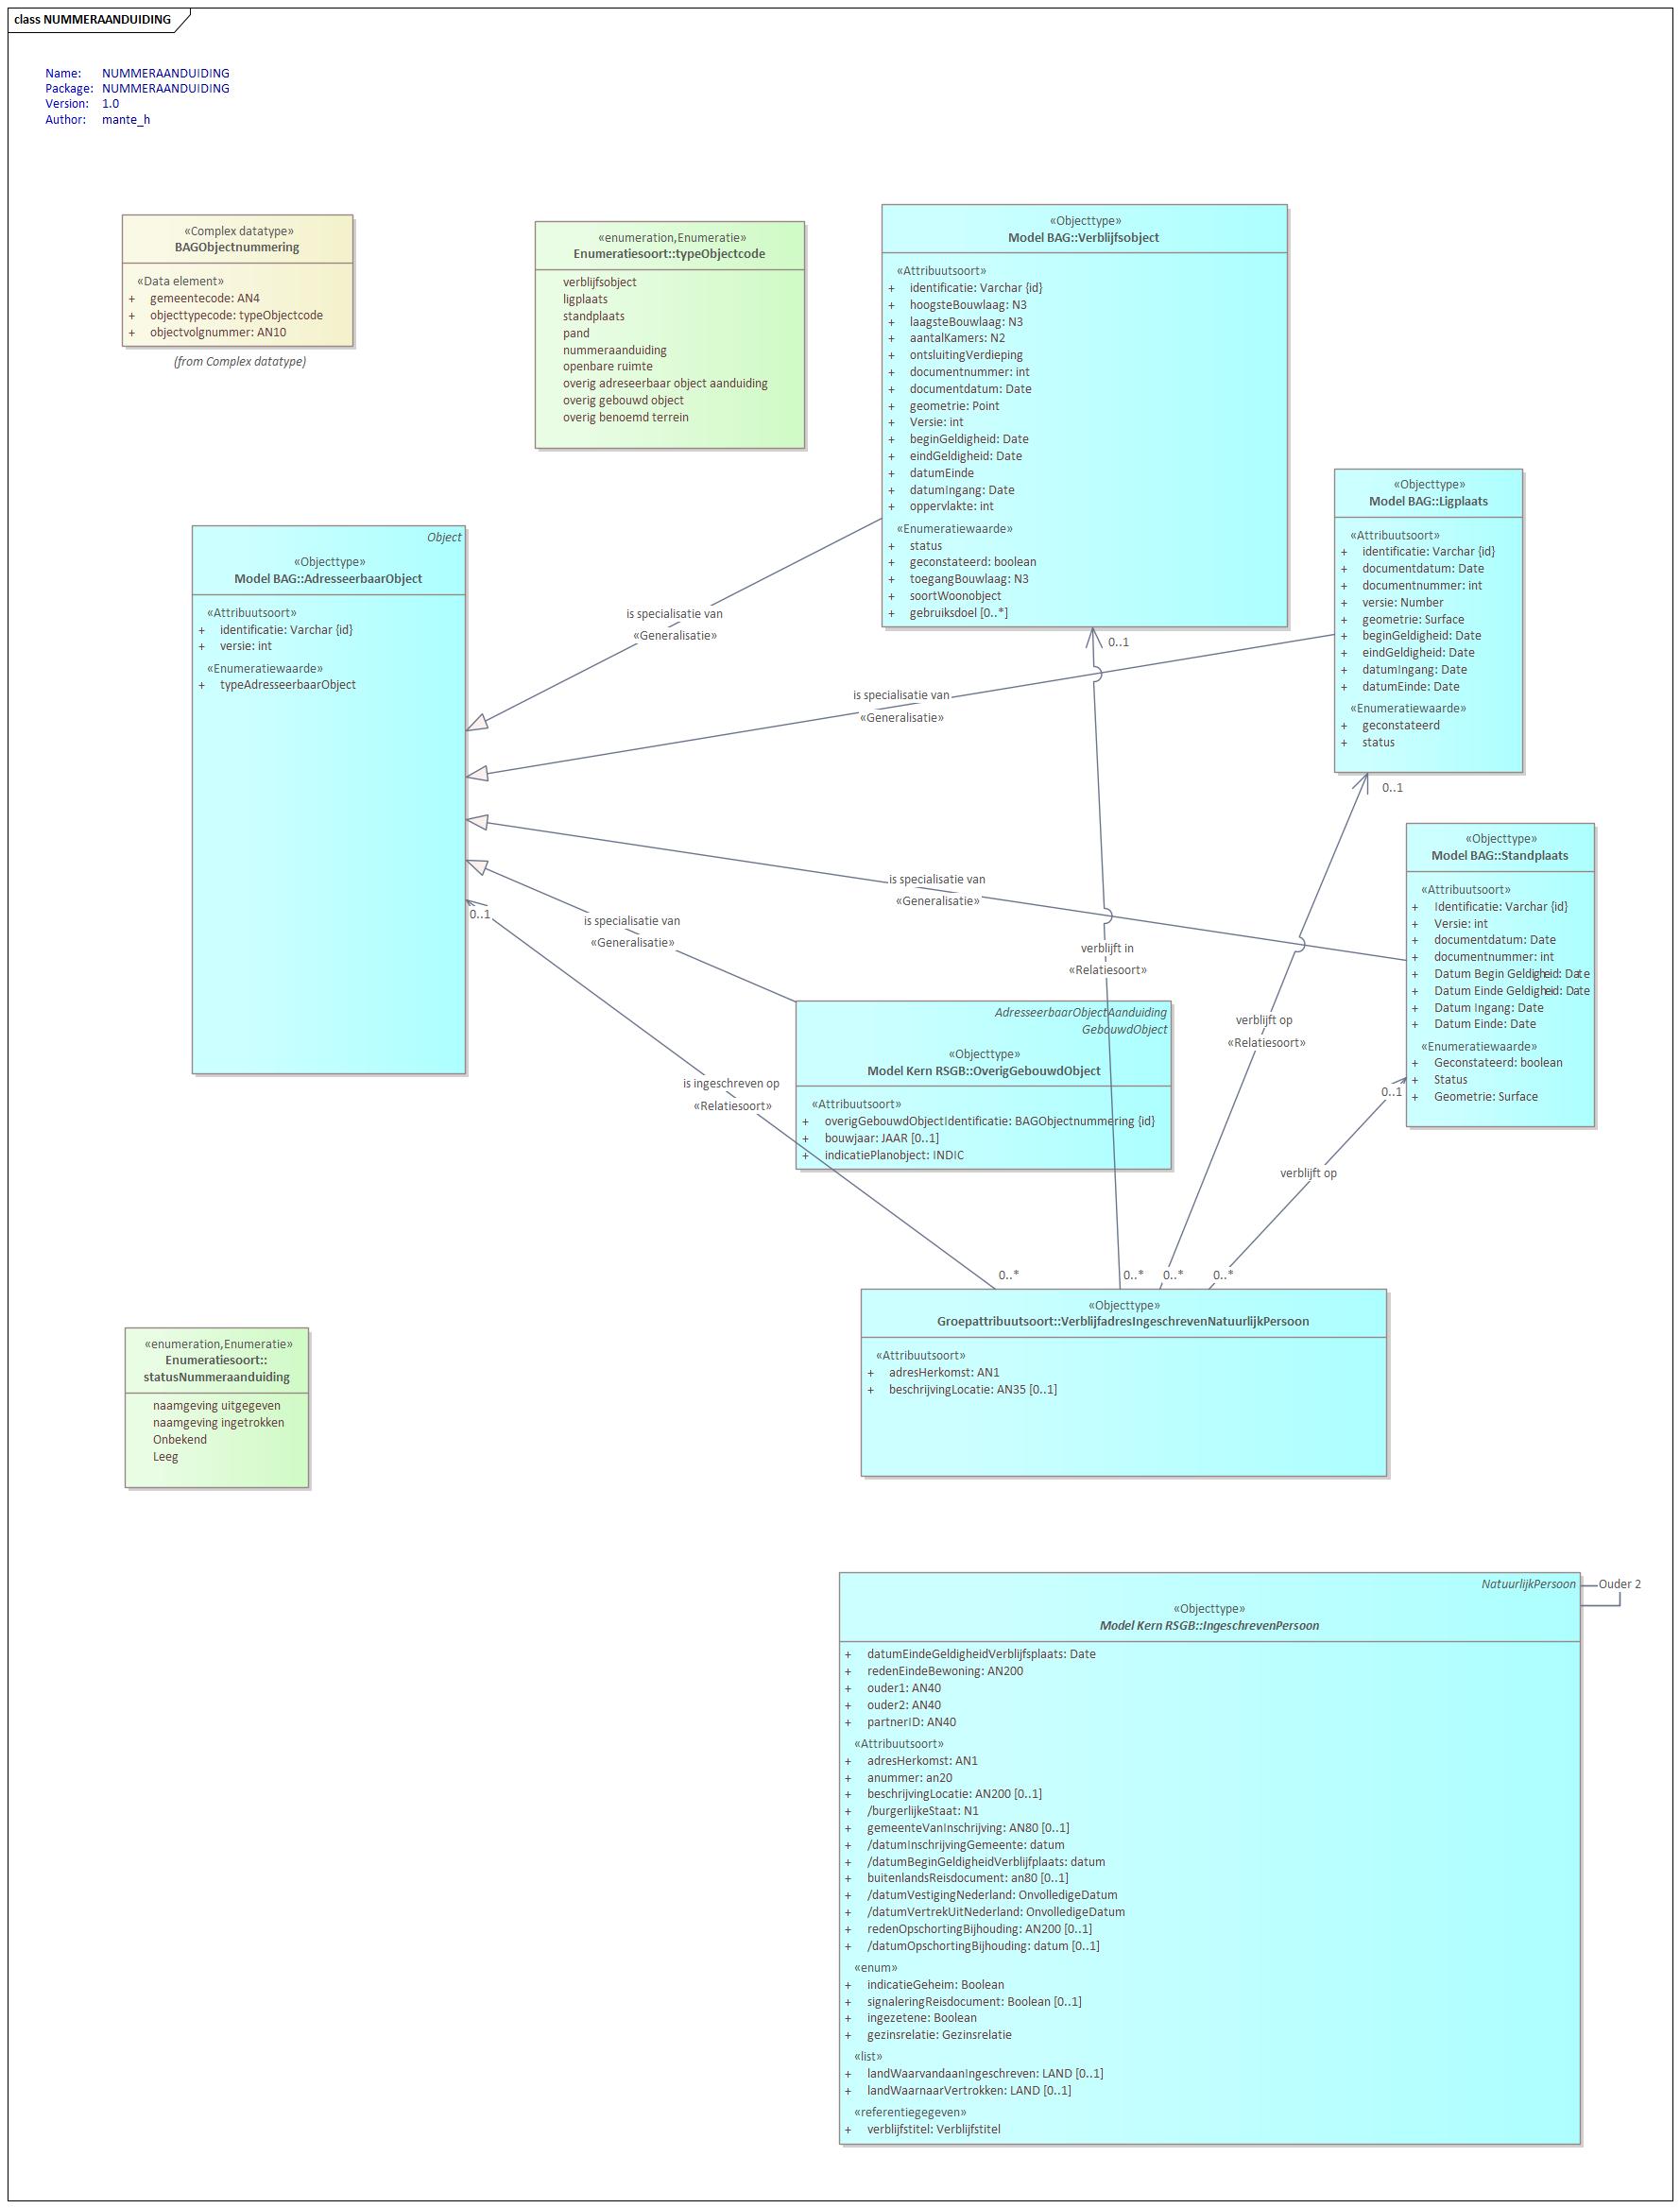 class NUMMERAANDUIDING
Name: NUMMERAANDUIDING
Package: NUMMERAANDUIDING
Version: 1.0
Author: mante_h
«Complex datatype»
BAGObjectnummering
«Data element»
+ gemeentecode: AN4
+ objecttypecode: typeObjectcode
+ objectvolgnummer: AN10
(from Complex datatype)
«enumeration,Enumeratie»
Enumeratiesoort::typeObjectcode
verblijfsobject
ligplaats
standplaats
pand
nummeraanduiding
openbare ruimte
overig adreseerbaar object aanduiding
overig gebouwd object
overig benoemd terrein
«Objecttype»
Model BAG::Verblijfsobject
«Attribuutsoort»
+ identificatie: Varchar {id}
+ hoogsteBouwlaag: N3
+ laagsteBouwlaag: N3
+ aantalKamers: N2
+ ontsluitingVerdieping
+ documentnummer: int
+ documentdatum: Date
+ geometrie: Point
+ Versie: int
+ beginGeldigheid: Date
+ eindGeldigheid: Date
+ datumEinde
+ datumIngang: Date
+ oppervlakte: int
«Enumeratiewaarde»
+ status
+ geconstateerd: boolean
+ toegangBouwlaag: N3
+ soortWoonobject
+ gebruiksdoel [0..*]
«Objecttype»
Model BAG::Ligplaats
«Attribuutsoort»
+ identificatie: Varchar {id}
+ documentdatum: Date
+ documentnummer: int
+ versie: Number
+ geometrie: Surface
+ beginGeldigheid: Date
+ eindGeldigheid: Date
+ datumIngang: Date
+ datumEinde: Date
«Enumeratiewaarde»
+ geconstateerd
+ status
Object
«Objecttype»
Model BAG::AdresseerbaarObject
«Attribuutsoort»
+ identificatie: Varchar {id}
+ versie: int
«Enumeratiewaarde»
+ typeAdresseerbaarObject
is specialisatie van
«Generalisatie»
0..1
is specialisatie van
«Generalisatie»
0..1
«Objecttype»
Model BAG::Standplaats
«Attribuutsoort»
+ Identificatie: Varchar {id}
+ Versie: int
+ documentdatum: Date
+ documentnummer: int
+ Datum Begin Geldigheid: Date
+ Datum Einde Geldigheid: Date
+ Datum Ingang: Date
+ Datum Einde: Date
«Enumeratiewaarde»
+ Geconstateerd: boolean
+ Status
+ Geometrie: Surface
is specialisatie van
«Generalisatie»
0..1
is specialisatie van
«Generalisatie»
verblijft in
«Relatiesoort»
verblijft op
«Relatiesoort»
AdresseerbaarObjectAanduiding
GebouwdObject
«Objecttype»
Model Kern RSGB::OverigGebouwdObject
«Attribuutsoort»
+ overigGebouwdObjectIdentificatie: BAGObjectnummering {id}
+ bouwjaar: JAAR [0..1]
+ indicatiePlanobject: INDIC
is ingeschreven op
«Relatiesoort»
0..1
verblijft op
0..*
0..*
0..*
0..*
«Objecttype»
Groepattribuutsoort::VerblijfadresIngeschrevenNatuurlijkPersoon
«Attribuutsoort»
+ adresHerkomst: AN1
+ beschrijvingLocatie: AN35 [0..1]
«enumeration,Enumeratie»
Enumeratiesoort::
statusNummeraanduiding
naamgeving uitgegeven
naamgeving ingetrokken
Onbekend
Leeg
NatuurlijkPersoon
Ouder 2
«Objecttype»
Model Kern RSGB::IngeschrevenPersoon
+ datumEindeGeldigheidVerblijfsplaats: Date
+ redenEindeBewoning: AN200
+ ouder1: AN40
+ ouder2: AN40
+ partnerID: AN40
«Attribuutsoort»
+ adresHerkomst: AN1
+ anummer: an20
+ beschrijvingLocatie: AN200 [0..1]
+ /burgerlijkeStaat: N1
+ gemeenteVanInschrijving: AN80 [0..1]
+ /datumInschrijvingGemeente: datum
+ /datumBeginGeldigheidVerblijfplaats: datum
+ buitenlandsReisdocument: an80 [0..1]
+ /datumVestigingNederland: OnvolledigeDatum
+ /datumVertrekUitNederland: OnvolledigeDatum
+ redenOpschortingBijhouding: AN200 [0..1]
+ /datumOpschortingBijhouding: datum [0..1]
«enum»
+ indicatieGeheim: Boolean
+ signaleringReisdocument: Boolean [0..1]
+ ingezetene: Boolean
+ gezinsrelatie: Gezinsrelatie
«list»
+ landWaarvandaanIngeschreven: LAND [0..1]
+ landWaarnaarVertrokken: LAND [0..1]
«referentiegegeven»
+ verblijfstitel: Verblijfstitel